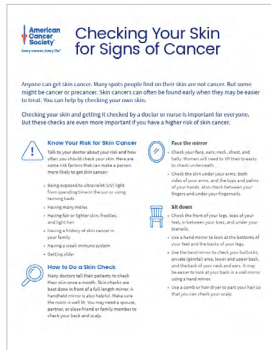 American
Cancer
Society®
Every cancer. Every life.®
Checking Your Skin
for Signs of Cancer
Anyone can get skin cancer. Many spots people find on their skin are not cancer. But some
might be cancer or precancer. Skin cancers can often be found early when they may be easier
to treat. You can help by checking your own skin.
Checking your skin and getting it checked by a doctor or nurse is important for everyone.
But these checks are even more important if you have a higher risk of skin cancer.
Know Your Risk for Skin Cancer
Talk to your doctor about your risk and how
often you should check your skin. Here are
some risk factors that can make a person
more likely to get skin cancer:
• Being exposed to ultraviolet (UV) light
from spending time in the sun or using
tanning beds
• Having many moles
• Having fair or lighter skin, freckles,
and light hair
• Having a history of skin cancer in
your family
• Having a weak immune system
• Getting older
How to Do a Skin Check
Many doctors tell their patients to check
their skin once a month. Skin checks are
best done in front of a full-length mirror. A
handheld mirror is also helpful. Make sure
the room is well lit. You may need a spouse,
partner, or close friend or family member to
check your back and scalp.
Face the mirror
• Check your face, ears, neck, chest, and
belly. Women will need to lift their breasts
to check underneath.
• Check the skin under your arms, both
sides of your arms, and the tops and palms
of your hands. Also check between your
fingers and under your fingernails.
Sit down
• Check the front of your legs, tops of your
feet, in between your toes, and under your
toenails.
• Use a hand mirror to look at the bottoms of
your feet and the backs of your legs.
• Use the hand mirror to check your buttocks,
private (genital) area, lower and upper back,
and the back of your neck and ears. It may
be easier to look at your back in a wall mirror
using a hand mirror.
• Use a comb or hair dryer to part your hair so
that you can check your scalp.